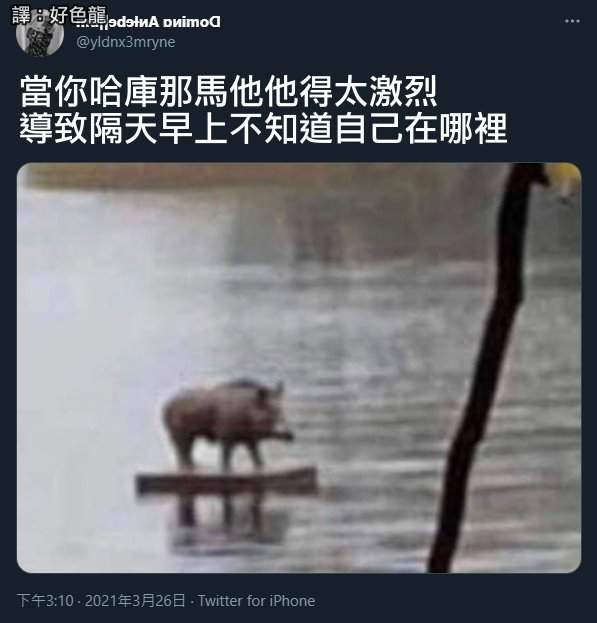 譯：好色龍
@yldnx3mryne
當你哈庫那馬他他得太激烈
導致隔天早上不知道自己在哪裡
下午3:10 · 2021年3月26日 · Twitter for iPhone